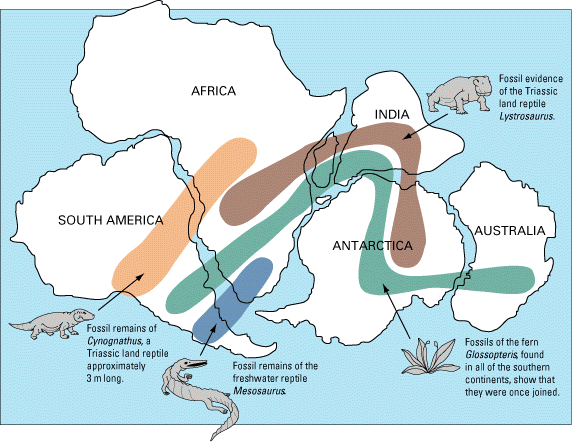 AFRICA
INDIA
Fossil evidence
of the Triassic
land reptile
Lystrosaurus.
SOUTH AMERICA
ANTARCTICA
AUSTRALIA
Fossil remains of
Cynognathus, a
Triassic land reptile
approximately
3 m long.
Fossil remains of the
freshwater reptile
Mesosaurus.
Fossils of the fern
Glossopteris, found
in all of the southern
continents, show that
they were once joined.